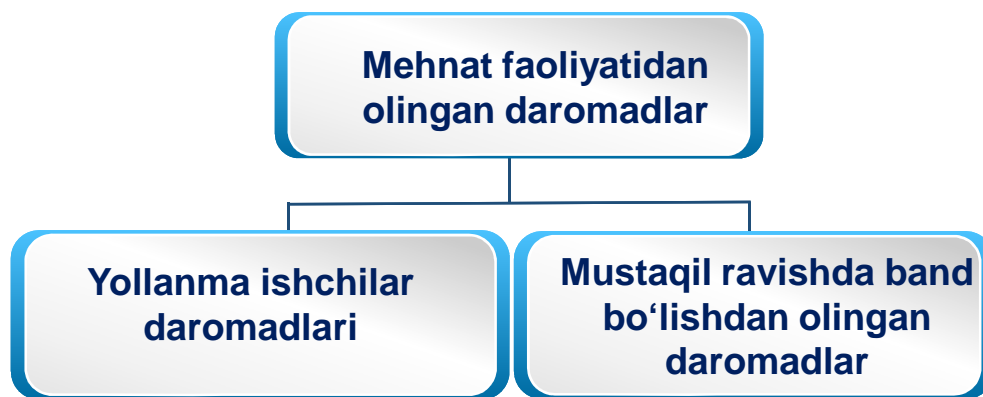 Mehnat faoliyatidan
olingan daromadlar
Yollanma ishchilar
daromadlari
Mustaqil ravishda band
bo‘lishdan olingan
daromadlar